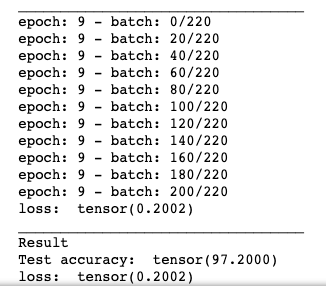 epoch: 9 - batch: 0/220
epoch: 9 - batch: 20/220
epoch: 9 - batch: 40/220
epoch: 9 - batch: 60/220
epoch: 9 - batch: 80/220
epoch: 9 - batch: 100/220
epoch: 9 - batch: 120/220
epoch: 9 - batch: 140/220
epoch: 9 - batch: 160/220
epoch: 9 - batch: 180/220
epoch: 9 - batch: 200/220
loss:  tensor(0.2002)
________________________________
Result
Test accuracy:  tensor(97.2000)
loss:  tensor(0.2002)